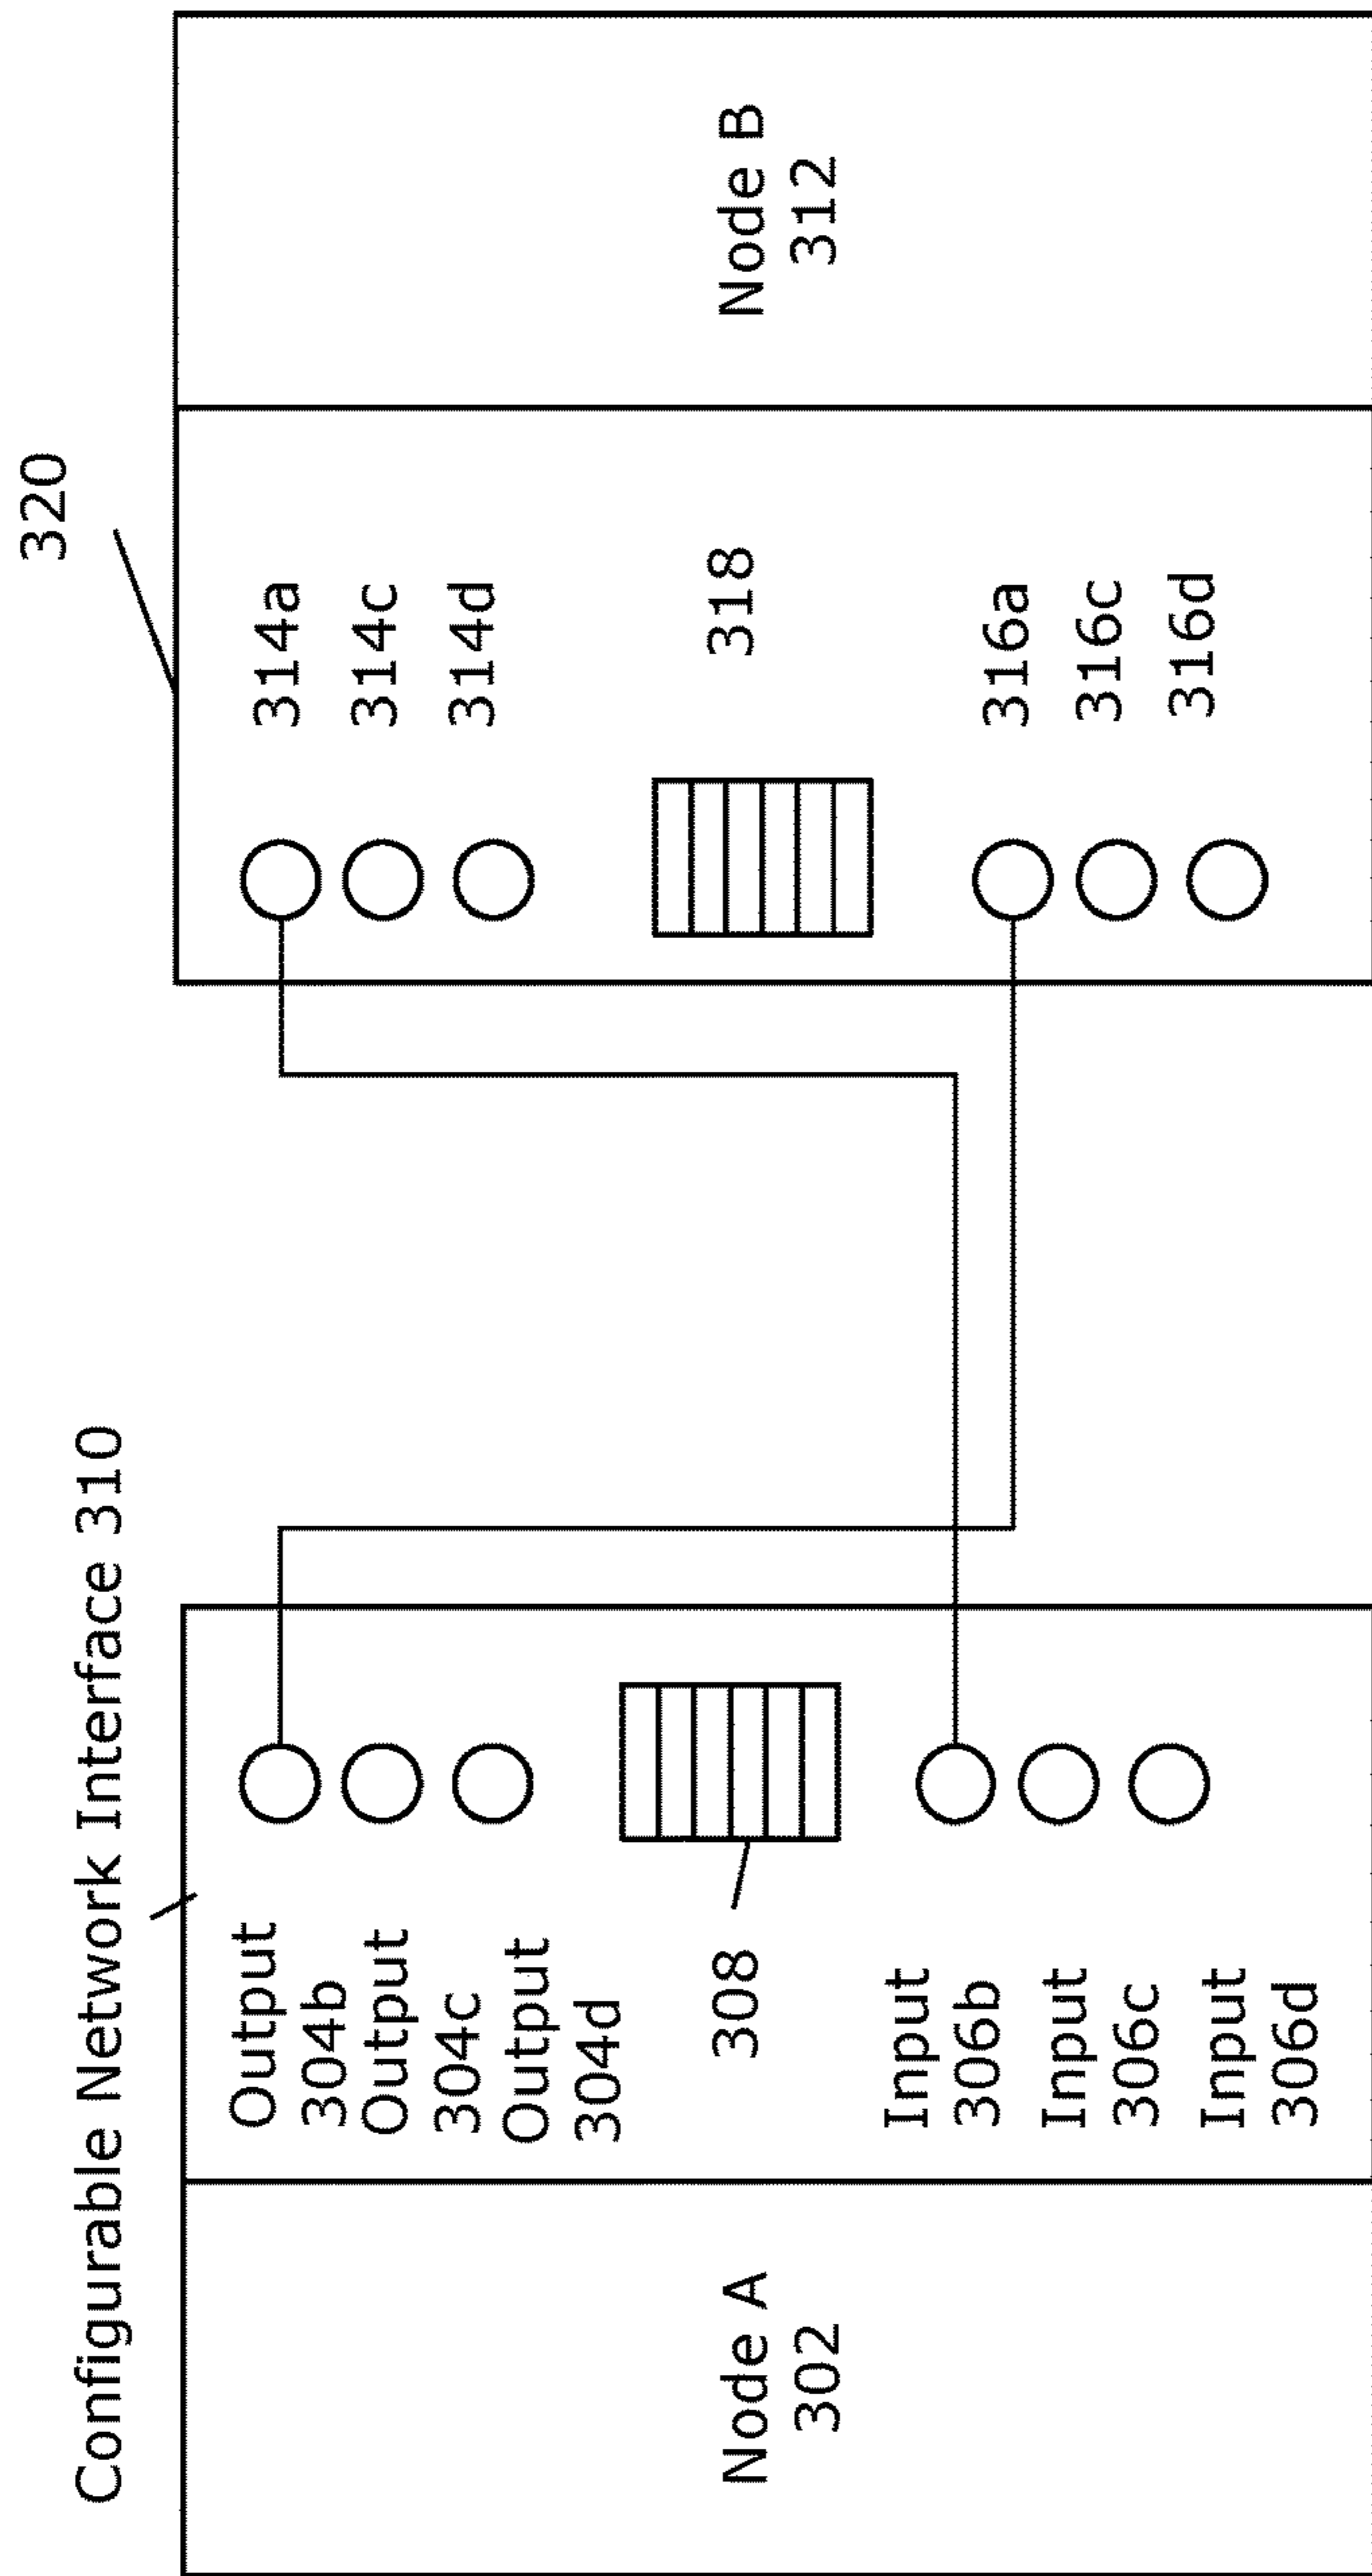 Configurable Network Interface 310
320
Node A
302
Output
304b
Output
304c
Output
304d
308
Input
306b
Input
306c
Input
306d
314a
314c
314d
318
316a
316c
316d
Node B
312